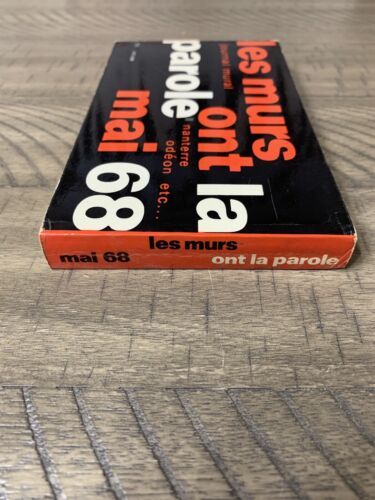 les murs
journal mural
ont la
parole
nanterre
odéon etc...
mai 68
les murs
mai 68
ont la parole